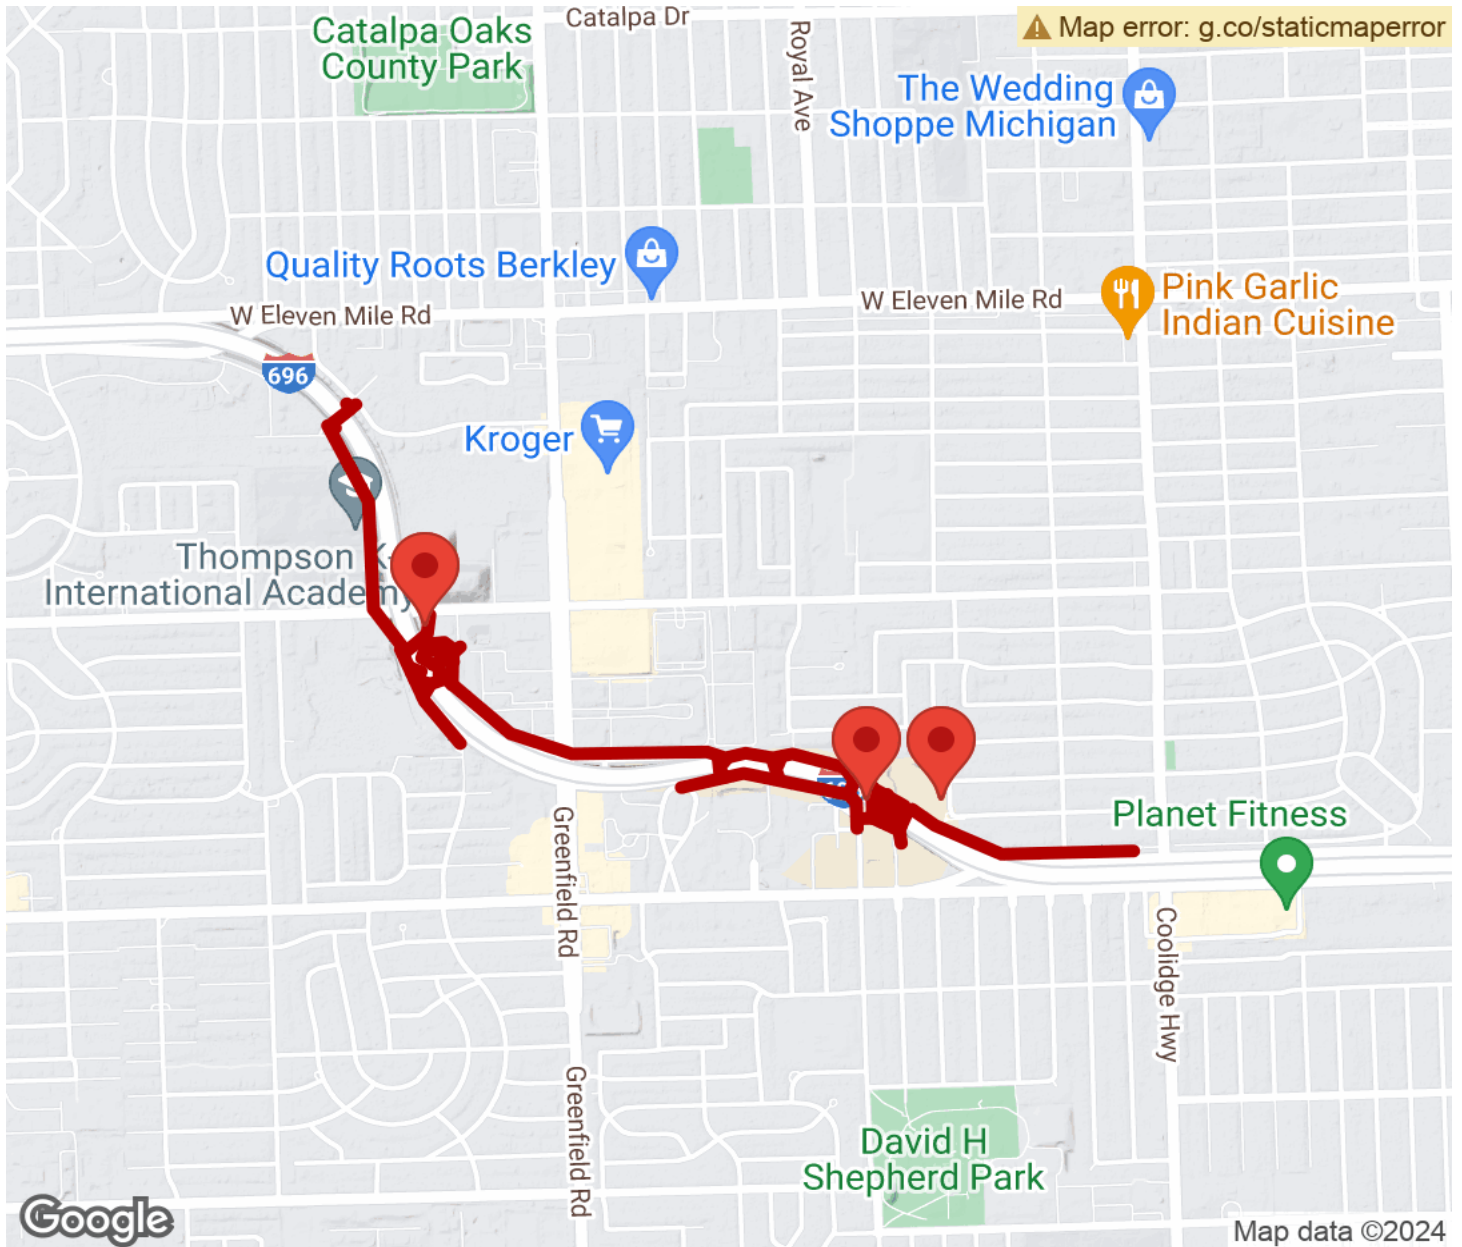 Catalpa Oaks
County Park
Catalpa Dr
Royal Ave
Map error: g.co/staticmaperror
The Wedding
Shoppe Michigan
Quality Roots Berkley
W Eleven Mile Rd
W Eleven Mile Rd
Pink Garlic
Indian Cuisine
696
Kroger
Thompson K-
International Academy
Planet Fitness
Greenfield Rd
Coolidge Hwy
Greenfield Rd
David H
Shepherd Park
Google
Map data ©2024